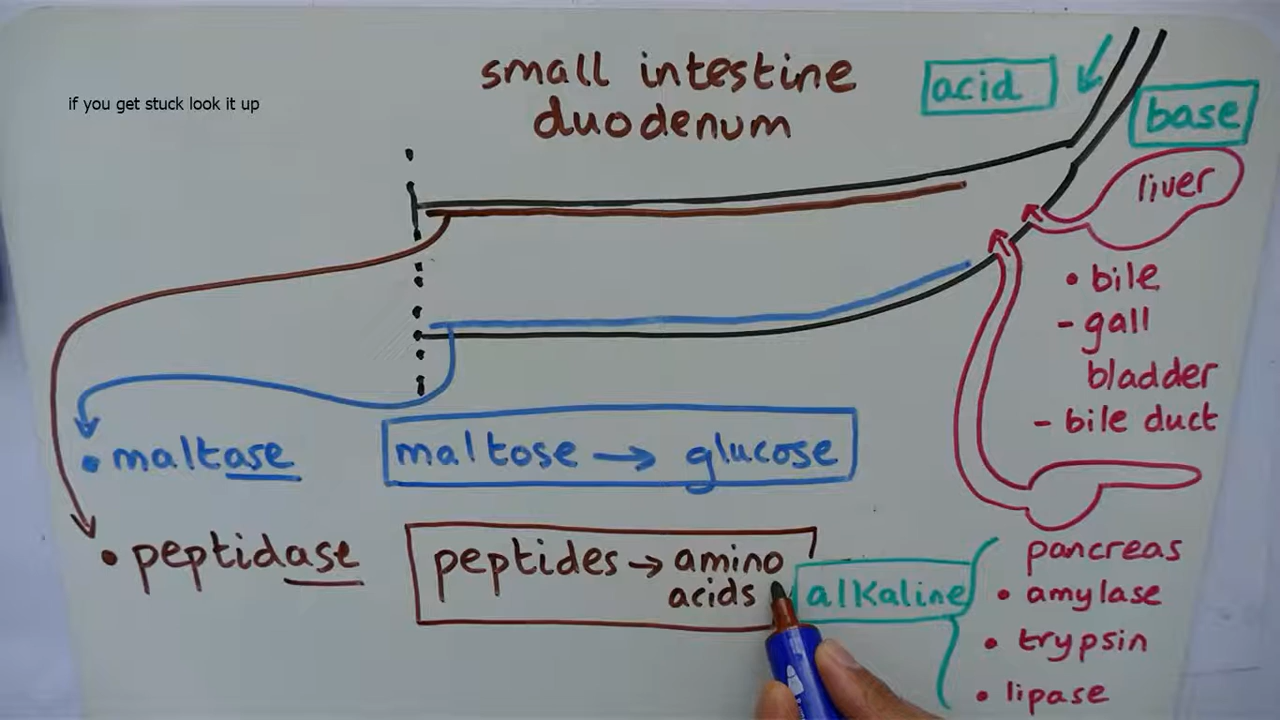 if you get stuck look it up
small intestine
duodenum
acid
base
liver
• bile
- gall
bladder
- bile duct
• maltase
maltose → glucose
• peptidase
peptides → amino
acids
alkaline
pancreas
• amylase
• trypsin
• lipase